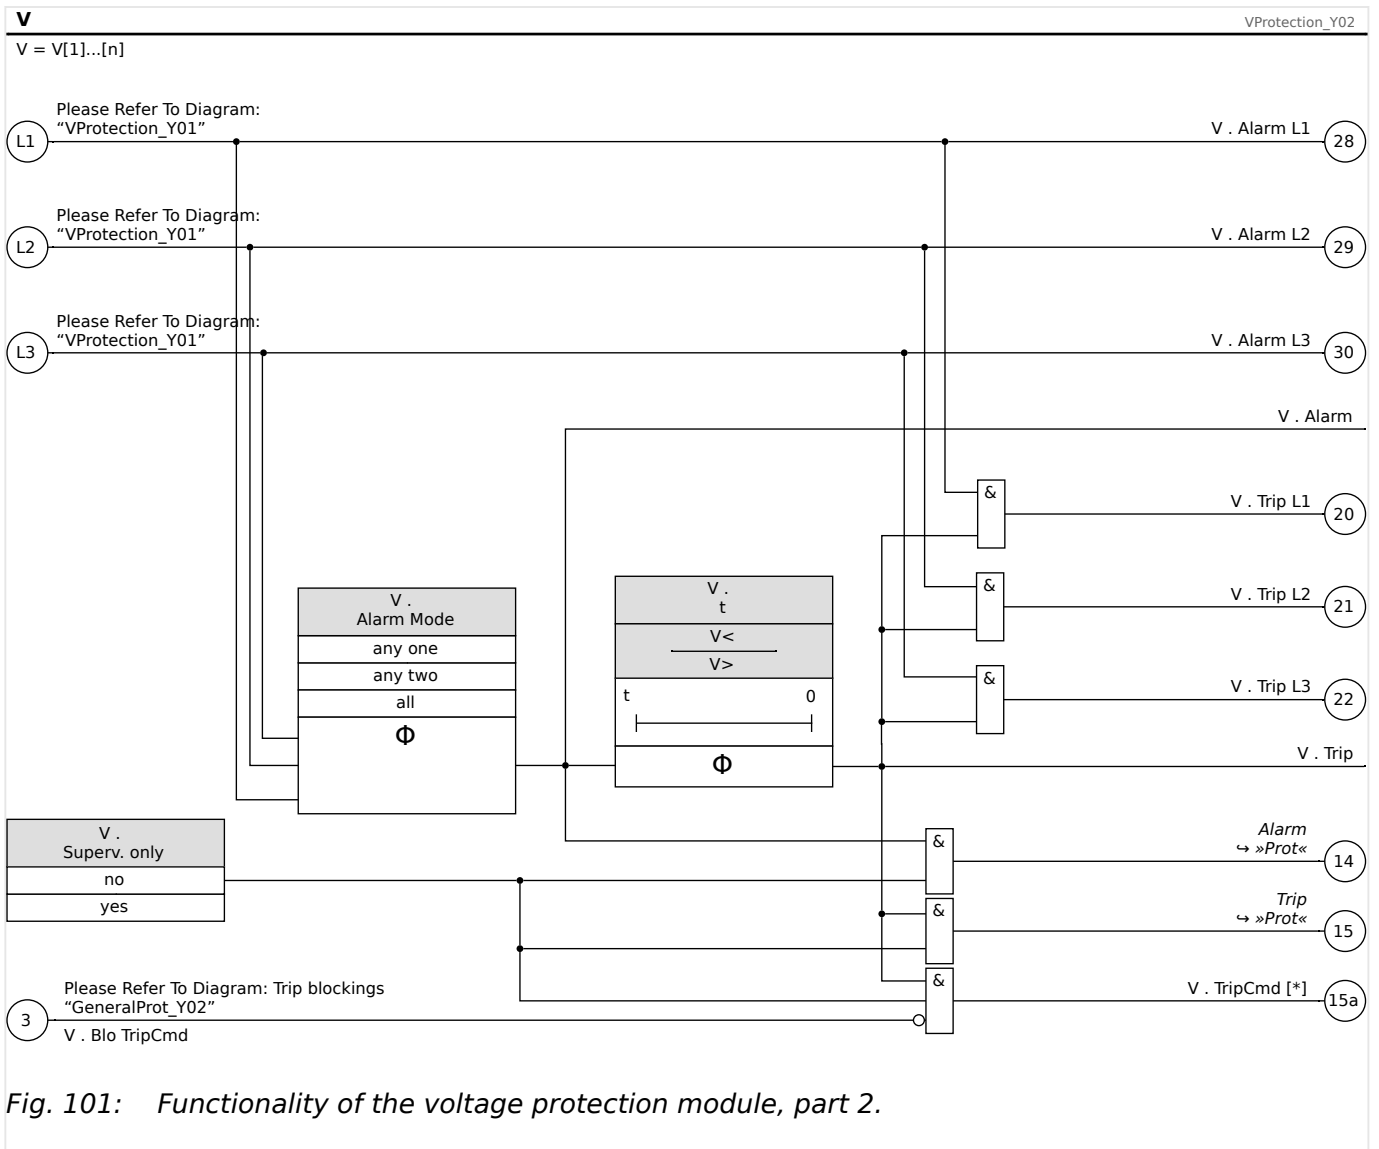 V
VProtection_Y02
V = V[1]...[n]
Please Refer To Diagram:
“VProtection_Y01”
L1
V . Alarm L1
28
Please Refer To Diagram:
“VProtection_Y01”
L2
V . Alarm L2
29
Please Refer To Diagram:
“VProtection_Y01”
L3
V . Alarm L3
30
V . Alarm
&
V . Trip L1
20
&
V . Trip L2
21
&
V . Trip L3
22
V .
Alarm Mode
any one
any two
all
Φ
V .
t
V<
V>
t 0
Φ
V . Trip
V .
Superv. only
no
yes
&
Alarm
↪ »Prot«
14
&
Trip
↪ »Prot«
15
&
V . TripCmd [*]
15a
Please Refer To Diagram: Trip blockings
“GeneralProt_Y02”
3
V . Blo TripCmd
Fig. 101: Functionality of the voltage protection module, part 2.